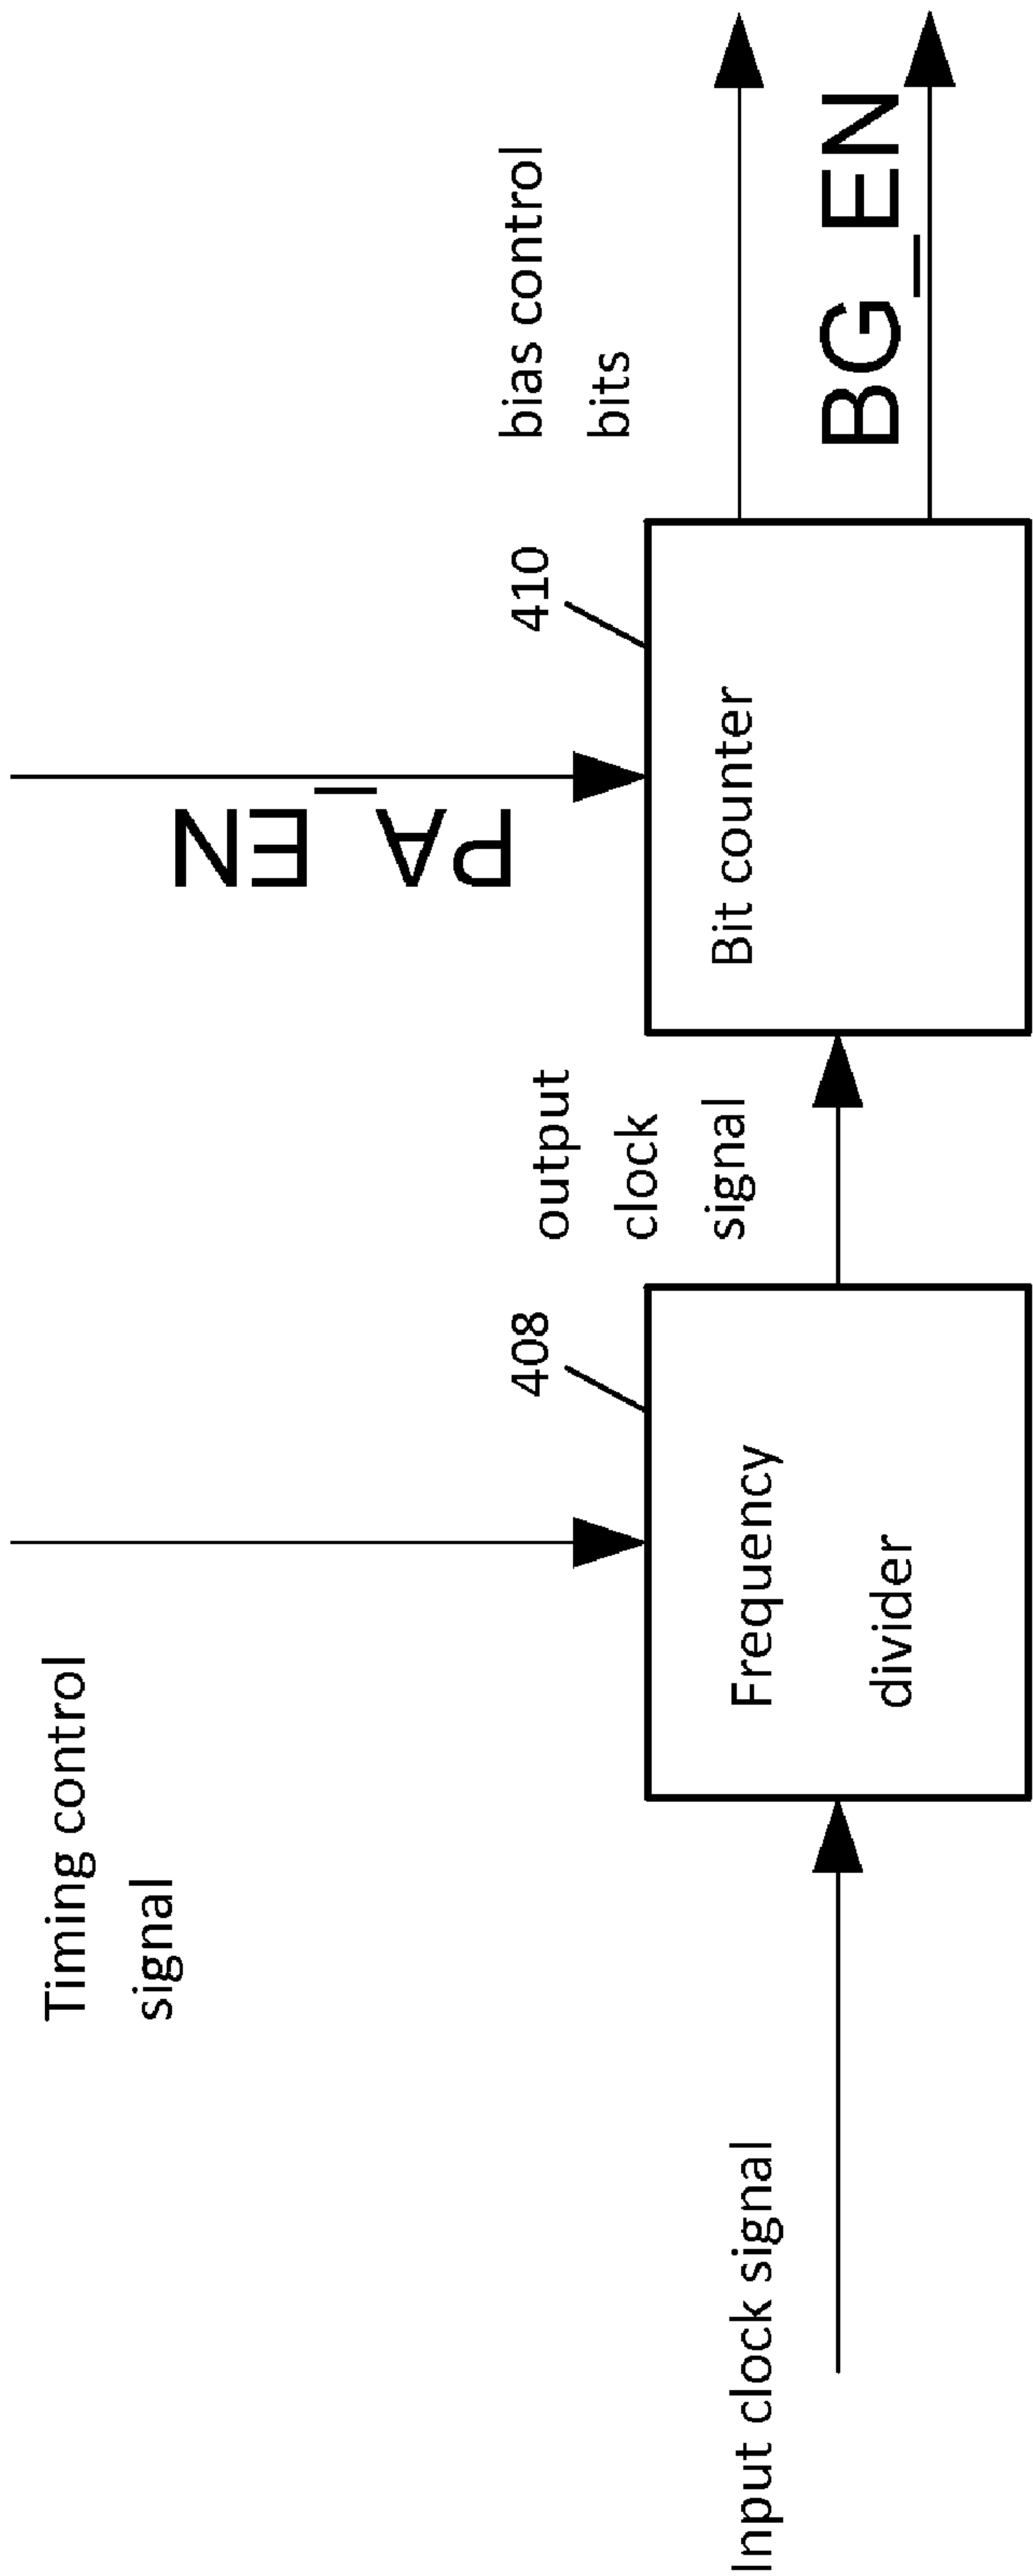 Timing control
signal
PA_EN
408
410
output
clock
signal
bias control
bits
Input clock signal
Frequency
divider
Bit counter
BG_EN